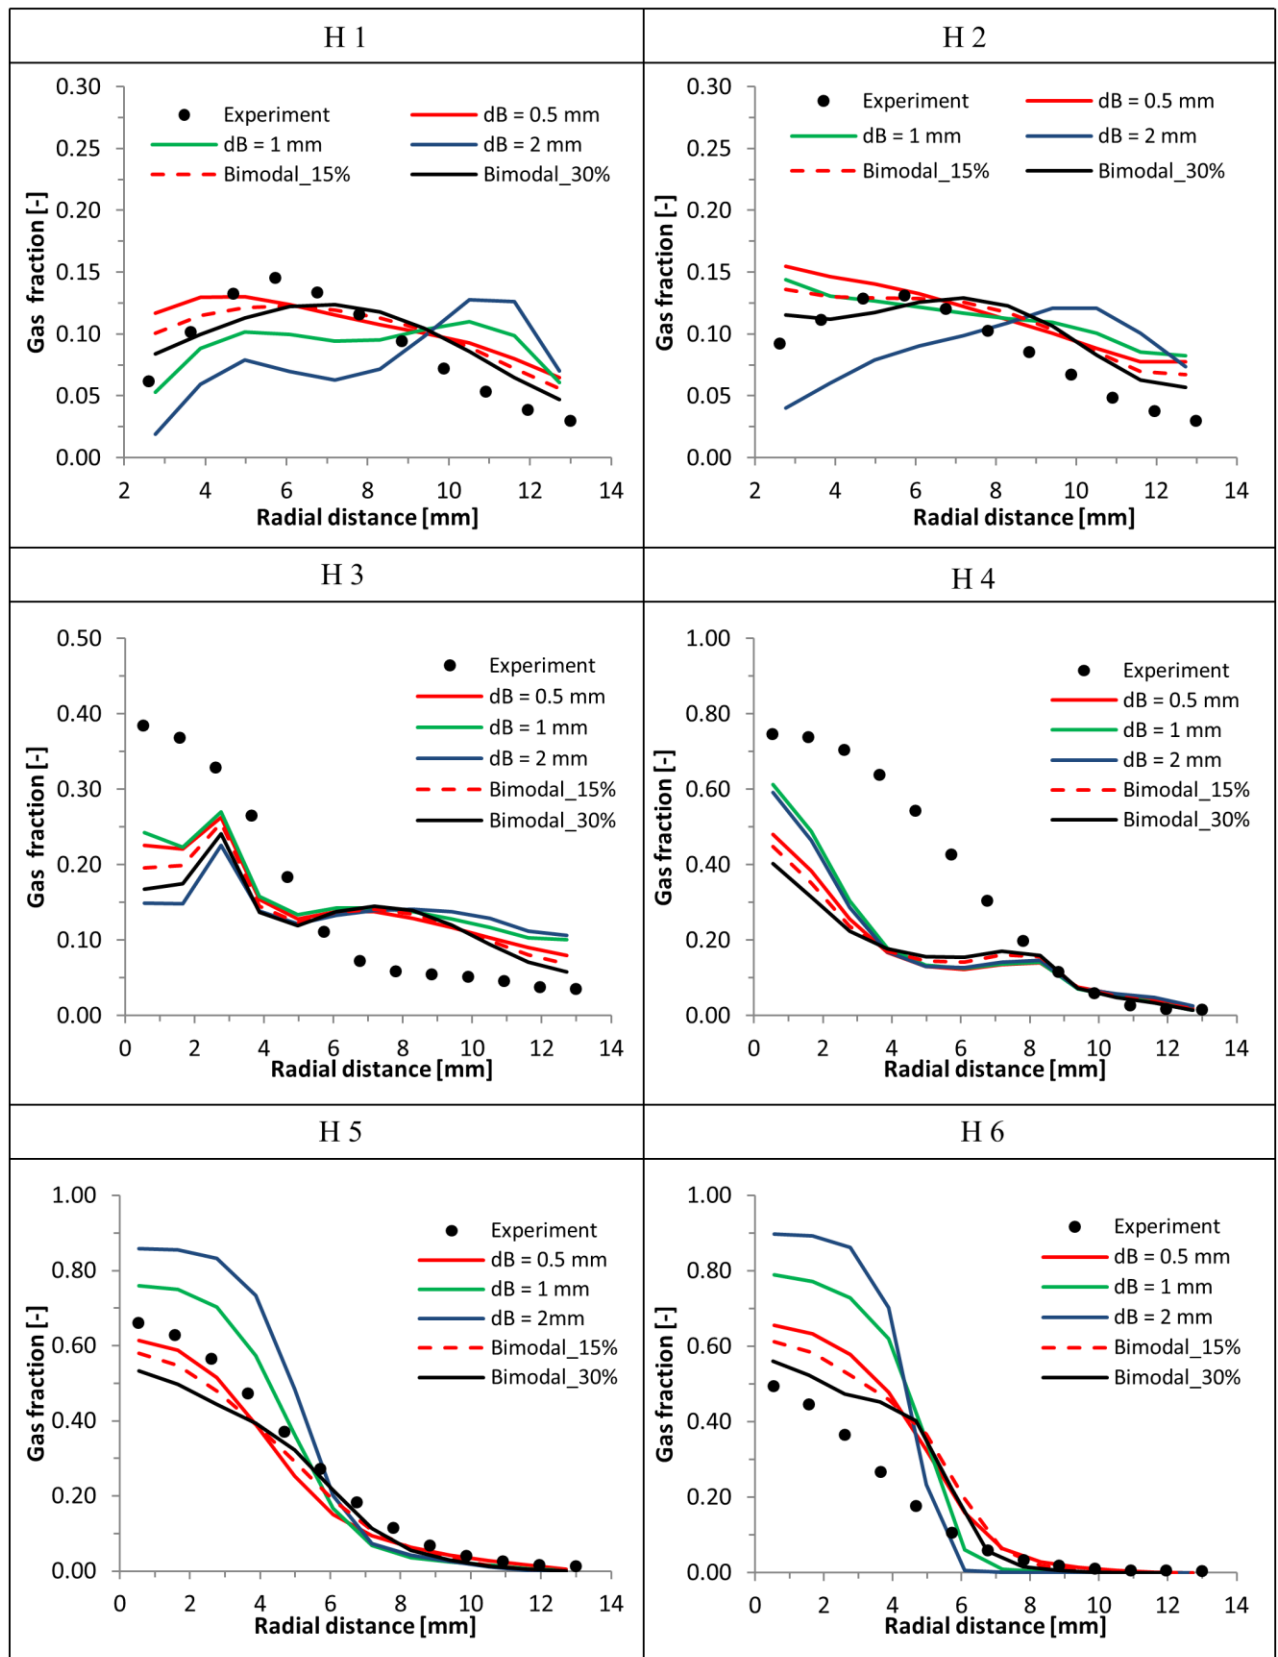 H 1
H 2
0.30
0.25
0.20
0.15
0.10
0.05
0.00
Gas fraction [-]
Experiment
dB = 0.5 mm
dB = 1 mm
dB = 2 mm
Bimodal_15%
Bimodal_30%
2 4 6 8 10 12 14
Radial distance [mm]
0.30
0.25
0.20
0.15
0.10
0.05
0.00
Gas fraction [-]
Experiment
dB = 0.5 mm
dB = 1 mm
dB = 2 mm
Bimodal_15%
Bimodal_30%
2 4 6 8 10 12 14
Radial distance [mm]
H 3
H 4
0.50
0.40
0.30
0.20
0.10
0.00
Gas fraction [-]
Experiment
dB = 0.5 mm
dB = 1 mm
dB = 2 mm
Bimodal_15%
Bimodal_30%
0 2 4 6 8 10 12 14
Radial distance [mm]
1.00
0.80
0.60
0.40
0.20
0.00
Gas fraction [-]
Experiment
dB = 0.5 mm
dB = 1 mm
dB = 2 mm
Bimodal_15%
Bimodal_30%
0 2 4 6 8 10 12 14
Radial distance [mm]
H 5
H 6
1.00
0.80
0.60
0.40
0.20
0.00
Gas fraction [-]
Experiment
dB = 0.5 mm
dB = 1 mm
dB = 2mm
Bimodal_15%
Bimodal_30%
0 2 4 6 8 10 12 14
Radial distance [mm]
1.00
0.80
0.60
0.40
0.20
0.00
Gas fraction [-]
Experiment
dB = 0.5 mm
dB = 1 mm
dB = 2 mm
Bimodal_15%
Bimodal_30%
0 2 4 6 8 10 12 14
Radial distance [mm]